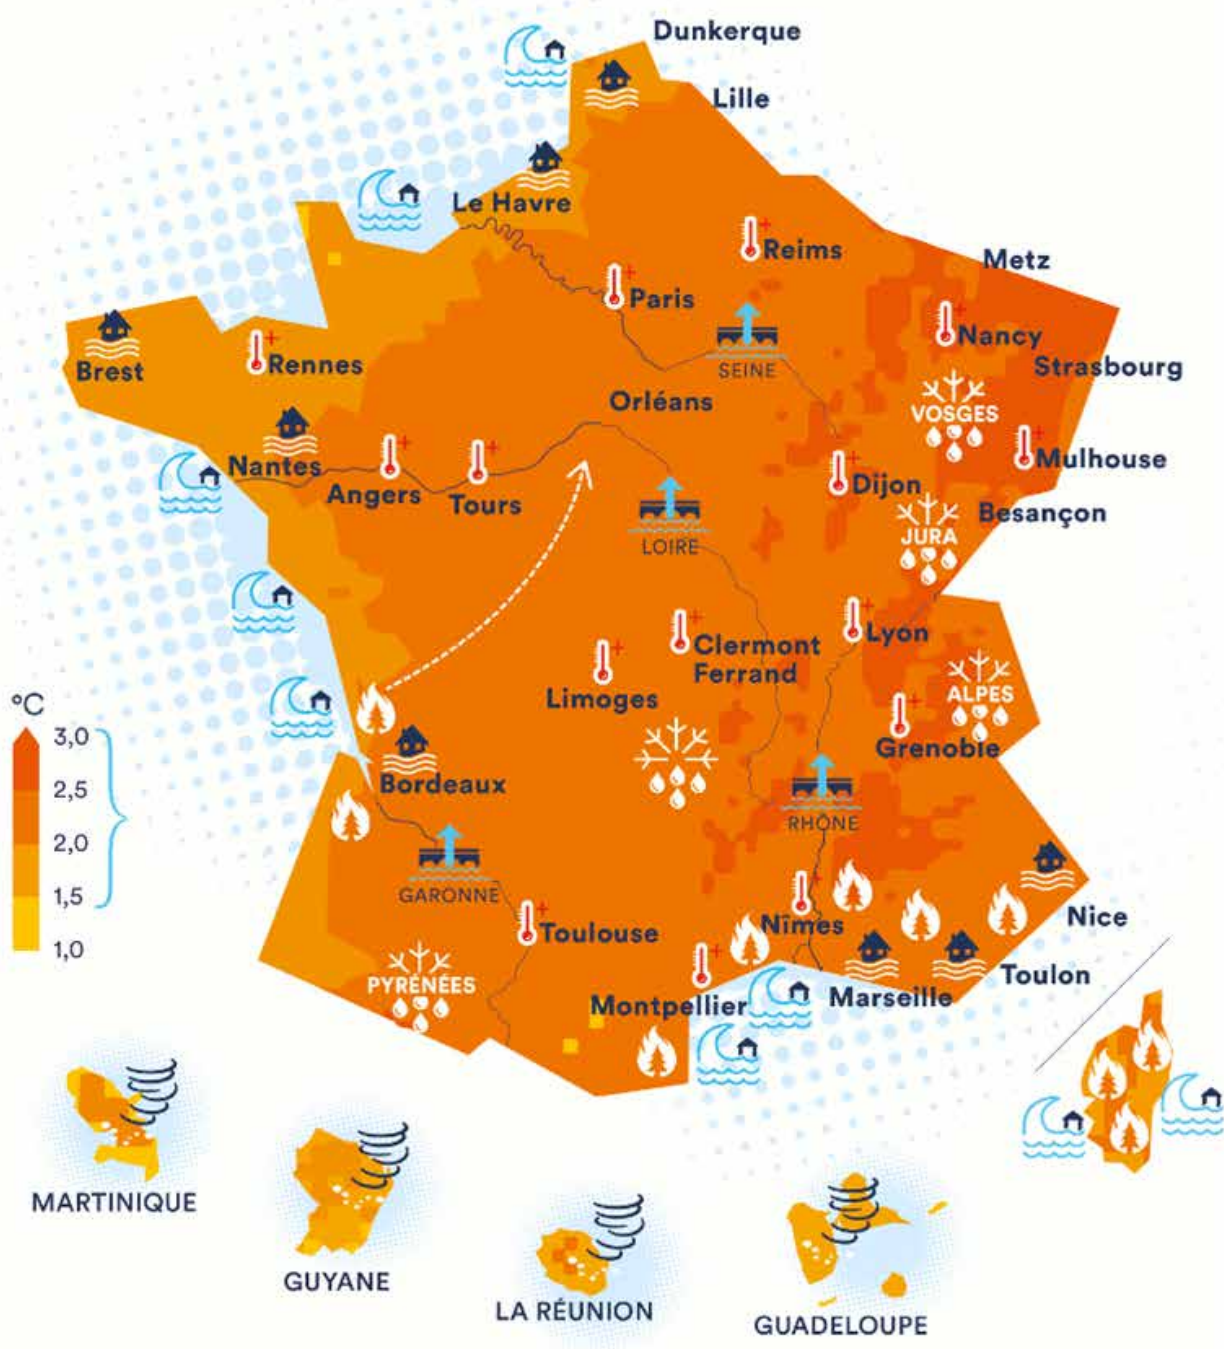 Dunkerque
Lille
Le Havre
Reims
Metz
Paris
Nancy
Brest
Rennes
SEINE
Strasbourg
Orléans
VOSGES
Nantes
Mulhouse
Angers
Tours
Dijon
Besançon
LOIRE
JURA
Lyon
Clermont
Ferrand
Limoges
ALPES
°C
3,0
2,5
2,0
1,5
1,0
Grenoble
Bordeaux
RHÔNE
GARONNE
Nîmes
Nice
Toulouse
Toulon
PYRÉNÉES
Montpellier
Marseille
MARTINIQUE
GUYANE
LA RÉUNION
GUADELOUPE